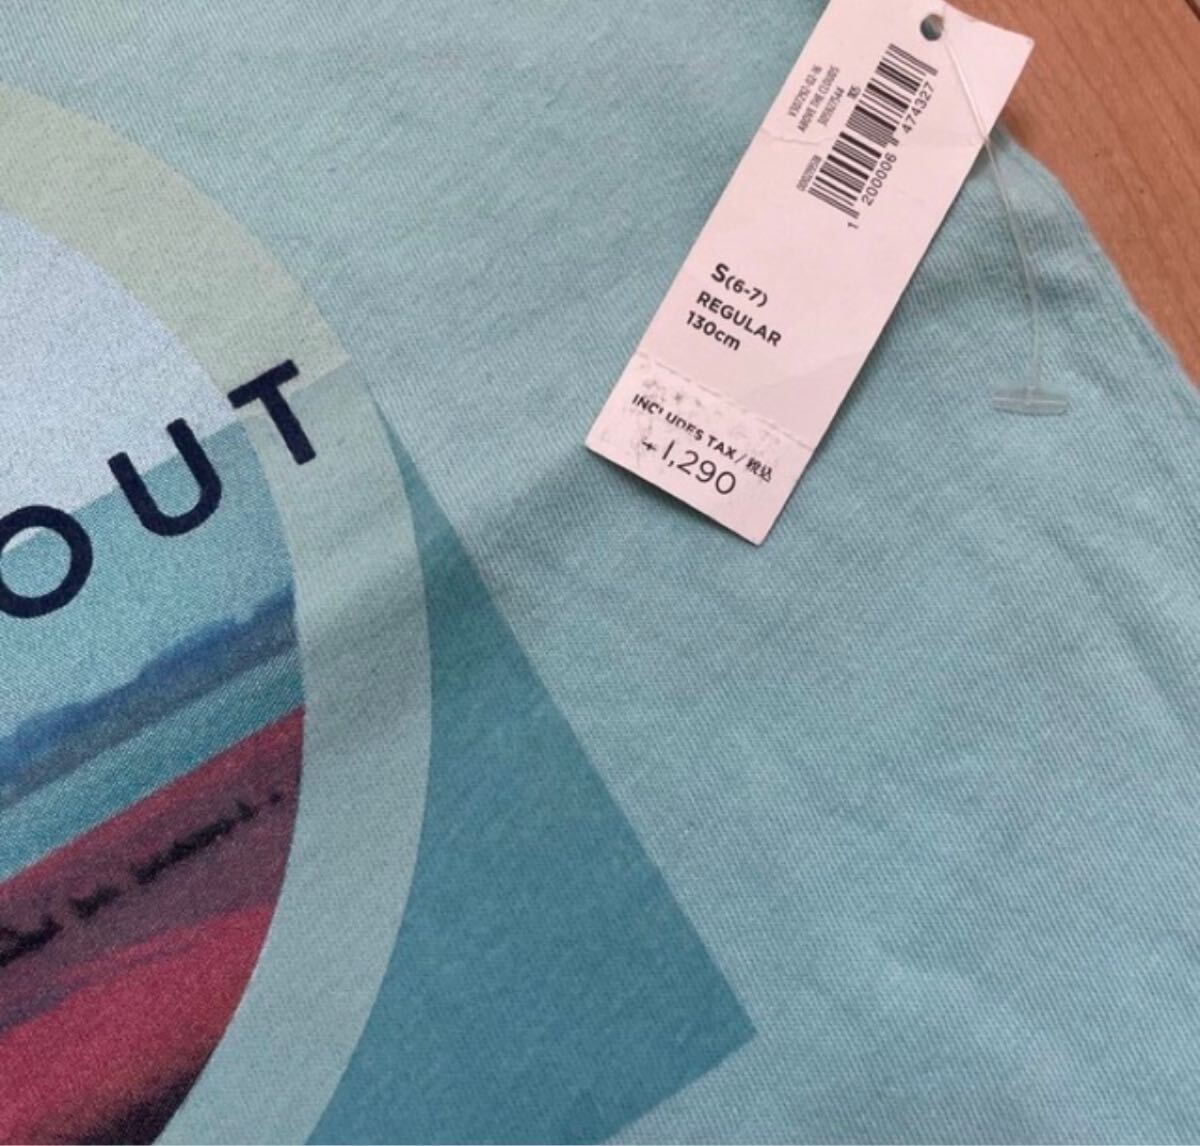 OUT
ABOVE THE CLOUDS
1 200006 474327
S(6-7)
REGULAR
130cm
INCLUDES TAX/税込
1,290